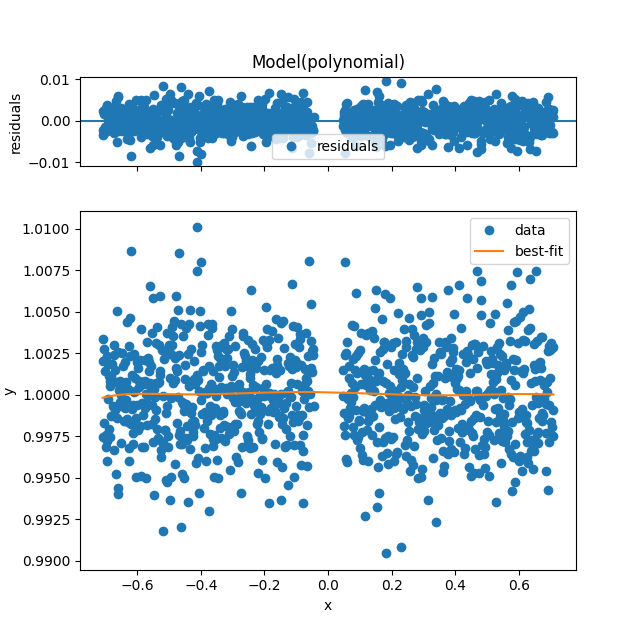 Model(polynomial)
0.01
0.00
−0.01
residuals
residuals
1.0100
1.0075
1.0050
1.0025
1.0000
0.9975
0.9950
0.9925
0.9900
y
data
best-fit
−0.6
−0.4
−0.2
0.0
0.2
0.4
0.6
x